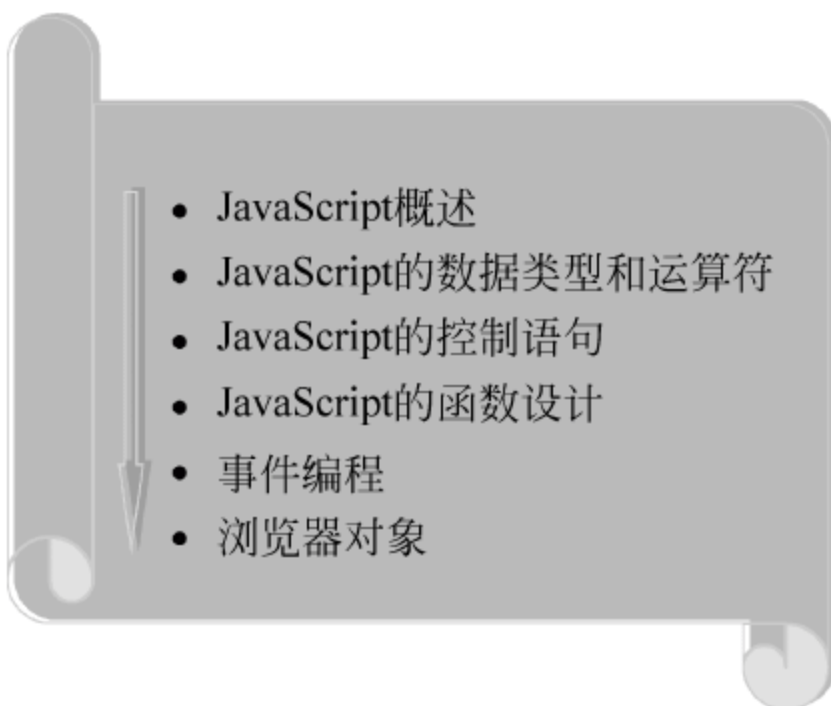 • JavaScript概述
• JavaScript的数据类型和运算符
• JavaScript的控制语句
• JavaScript的函数设计
• 事件编程
• 浏览器对象